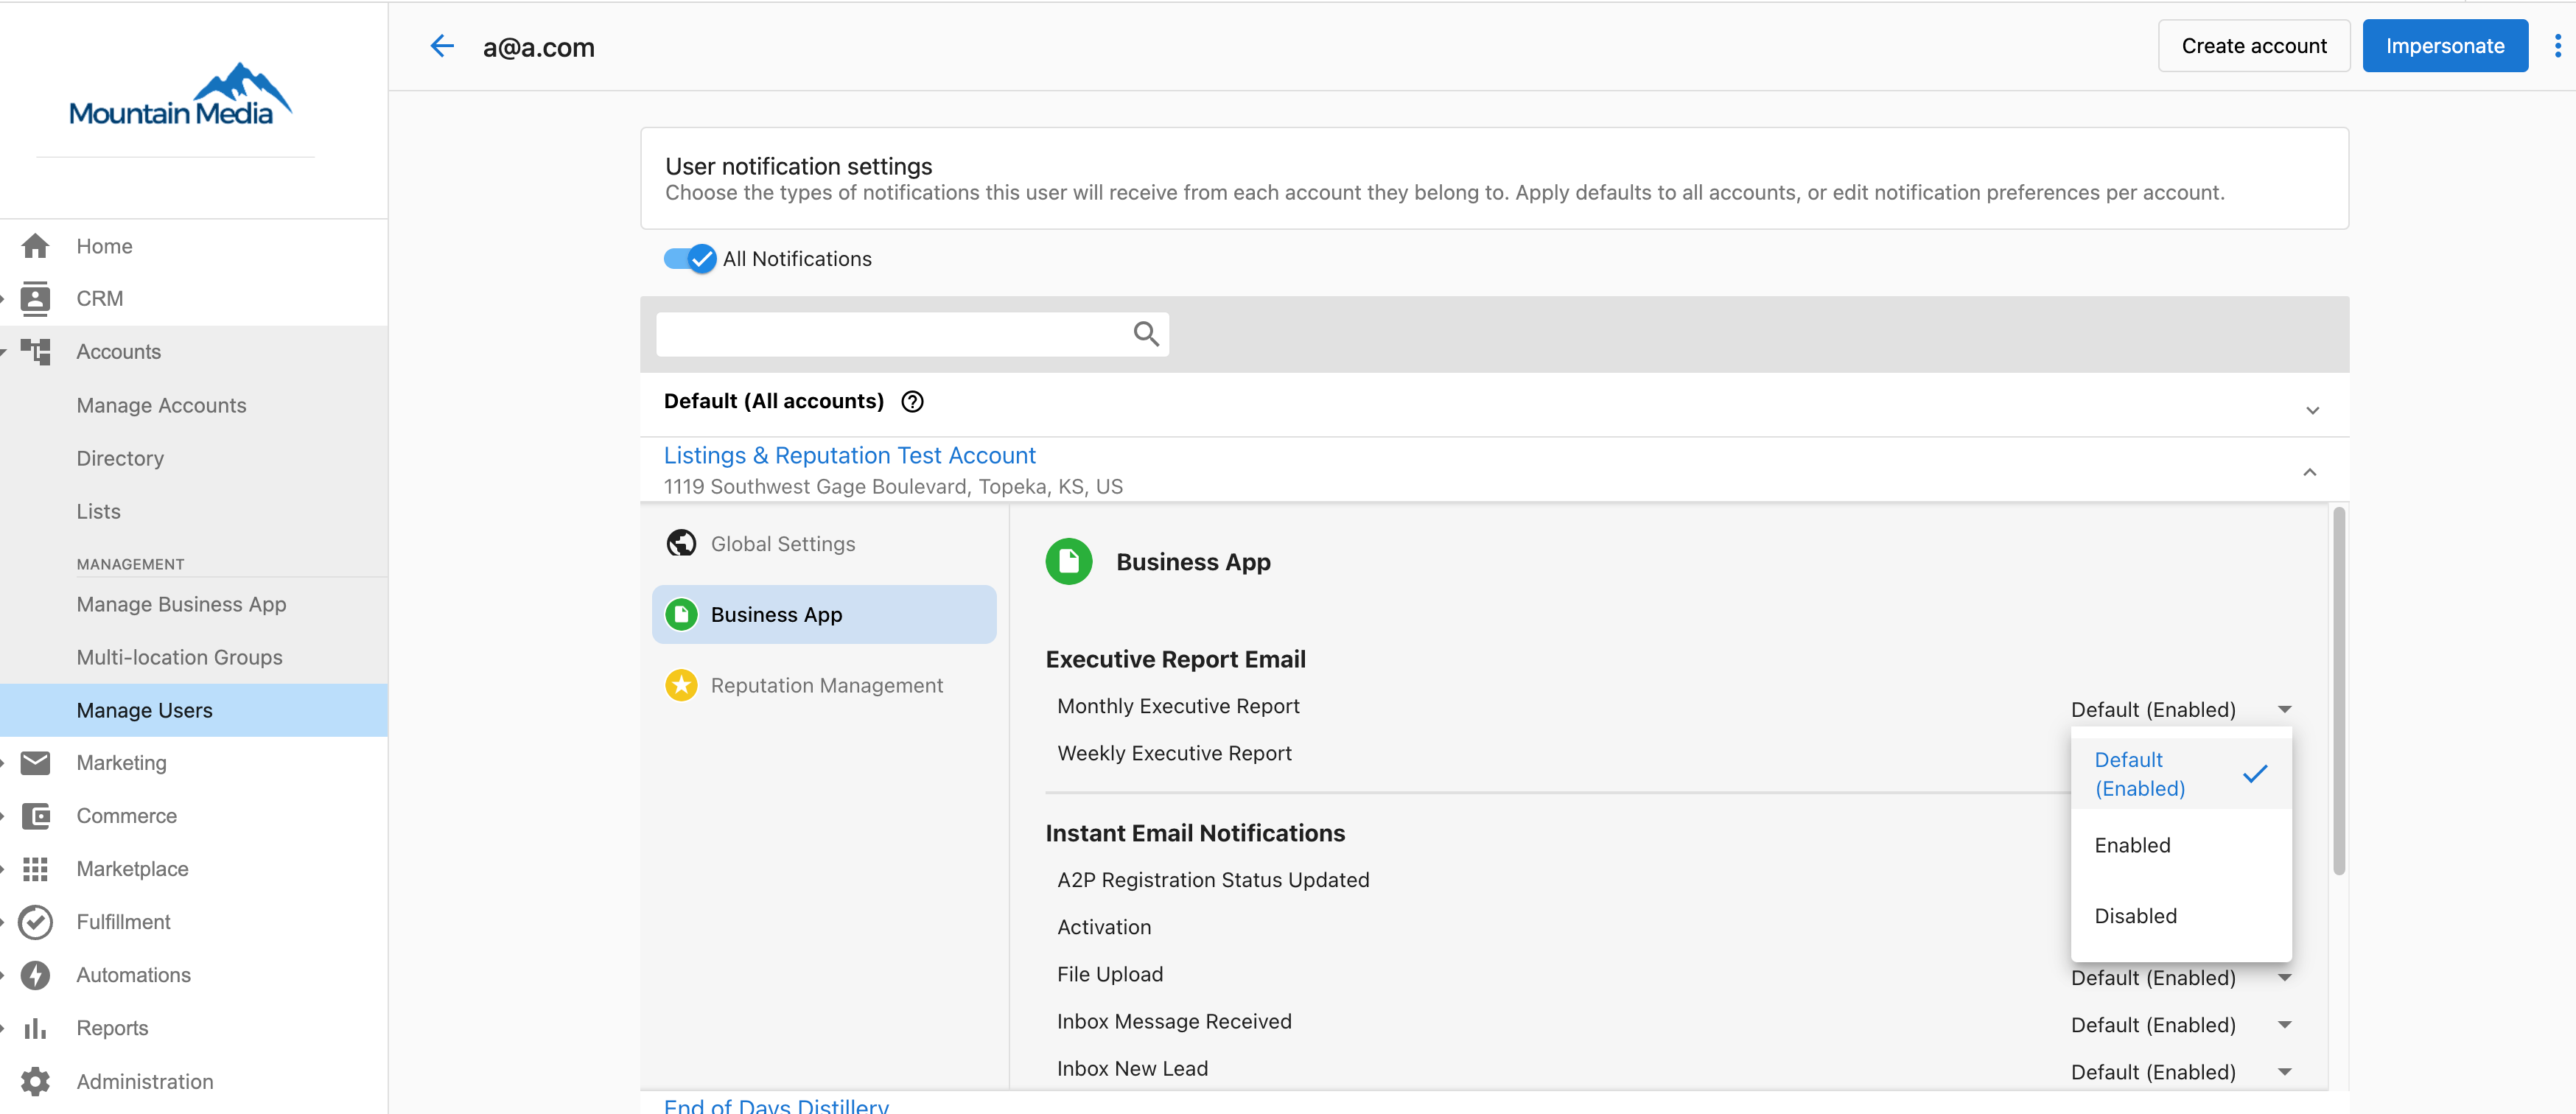 Mountain Media
a@a.com
Create account
Impersonate
Home
CRM
Accounts
Manage Accounts
Directory
Lists
MANAGEMENT
Manage Business App
Multi-location Groups
Manage Users
Marketing
Commerce
Marketplace
Fulfillment
Automations
Reports
Administration
User notification settings
Choose the types of notifications this user will receive from each account they belong to. Apply defaults to all accounts, or edit notification preferences per account.
All Notifications
Default (All accounts)
Listings & Reputation Test Account
1119 Southwest Gage Boulevard, Topeka, KS, US
Global Settings
Business App
Reputation Management
Business App
Executive Report Email
Monthly Executive Report
Default (Enabled)
Weekly Executive Report
Default
(Enabled)
Enabled
Disabled
Instant Email Notifications
A2P Registration Status Updated
Activation
File Upload
Default (Enabled)
Inbox Message Received
Default (Enabled)
Inbox New Lead
Default (Enabled)
End of Days Distillery